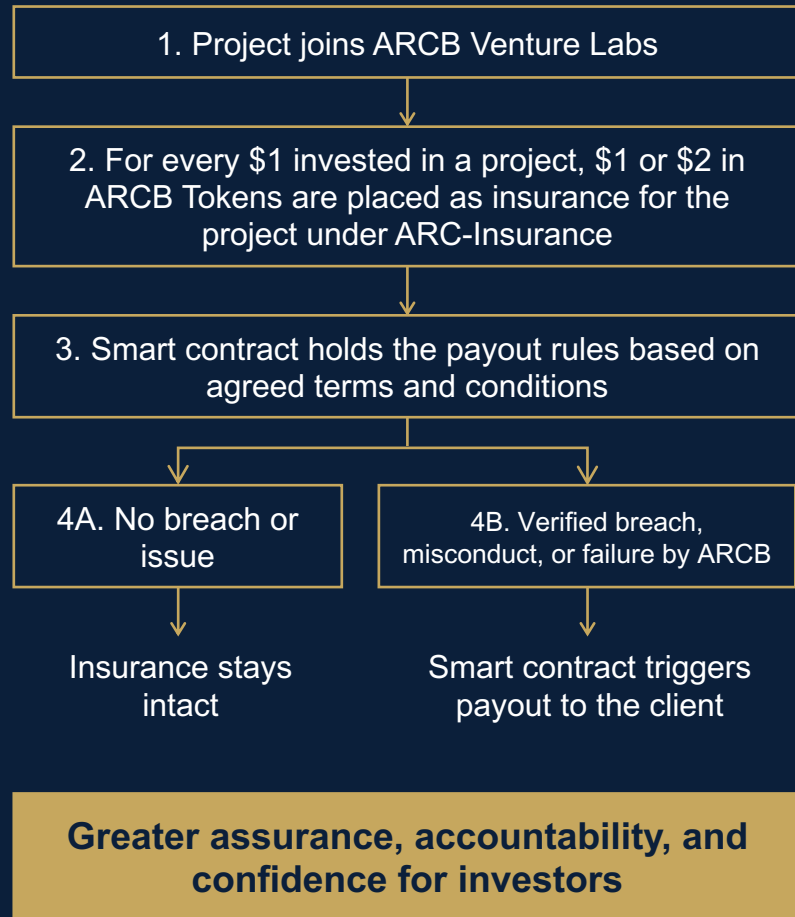 1. Project joins ARCB Venture Labs
2. For every $1 invested in a project, $1 or $2 in
ARCB Tokens are placed as insurance for the
project under ARC-Insurance
3. Smart contract holds the payout rules based on
agreed terms and conditions
4A. No breach or
issue
4B. Verified breach,
misconduct, or failure by ARCB
Insurance stays
intact
Smart contract triggers
payout to the client
Greater assurance, accountability, and
confidence for investors